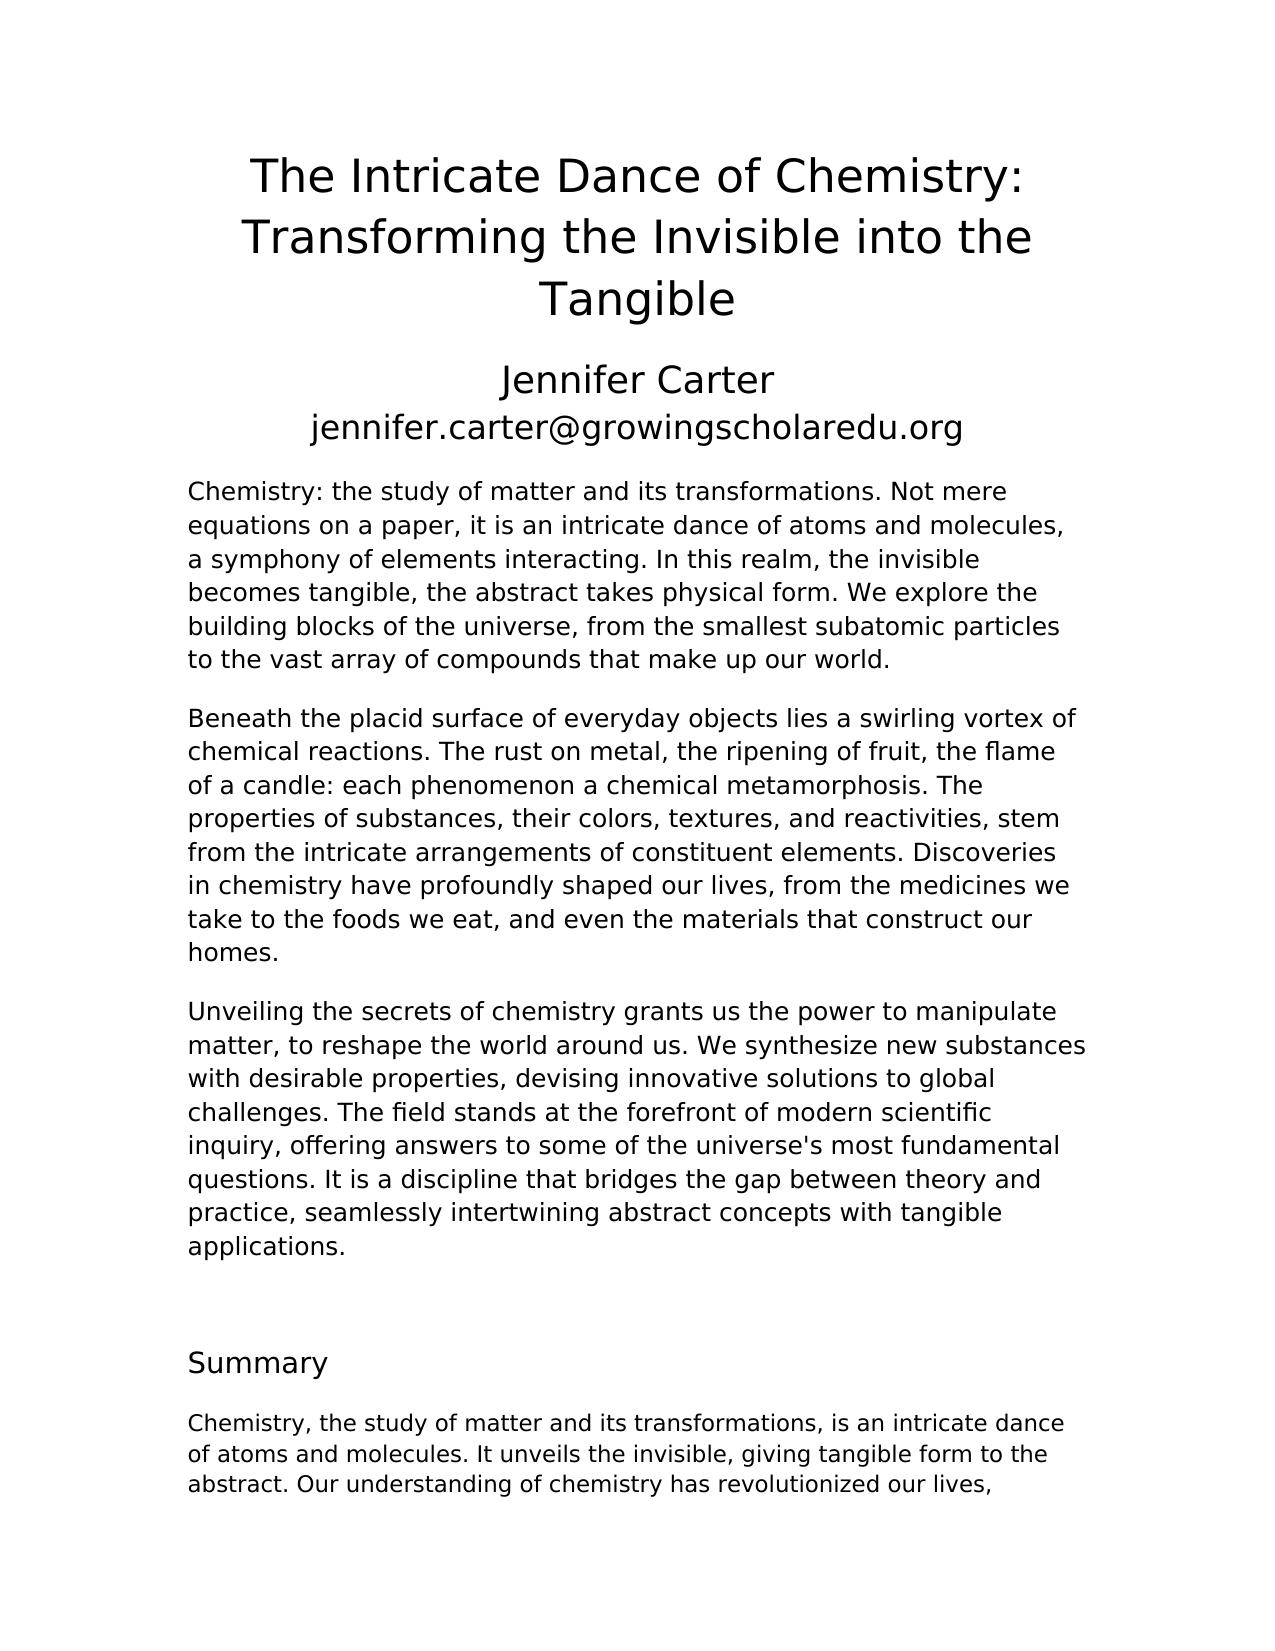 The Intricate Dance of Chemistry:
Transforming the Invisible into the
Tangible
Jennifer Carter
jennifer.carter@growingscholaredu.org
Chemistry: the study of matter and its transformations. Not mere
equations on a paper, it is an intricate dance of atoms and molecules,
a symphony of elements interacting. In this realm, the invisible
becomes tangible, the abstract takes physical form. We explore the
building blocks of the universe, from the smallest subatomic particles
to the vast array of compounds that make up our world.
Beneath the placid surface of everyday objects lies a swirling vortex of
chemical reactions. The rust on metal, the ripening of fruit, the flame
of a candle: each phenomenon a chemical metamorphosis. The
properties of substances, their colors, textures, and reactivities, stem
from the intricate arrangements of constituent elements. Discoveries
in chemistry have profoundly shaped our lives, from the medicines we
take to the foods we eat, and even the materials that construct our
homes.
Unveiling the secrets of chemistry grants us the power to manipulate
matter, to reshape the world around us. We synthesize new substances
with desirable properties, devising innovative solutions to global
challenges. The field stands at the forefront of modern scientific
inquiry, offering answers to some of the universe's most fundamental
questions. It is a discipline that bridges the gap between theory and
practice, seamlessly intertwining abstract concepts with tangible
applications.
Summary
Chemistry, the study of matter and its transformations, is an intricate dance
of atoms and molecules. It unveils the invisible, giving tangible form to the
abstract. Our understanding of chemistry has revolutionized our lives,